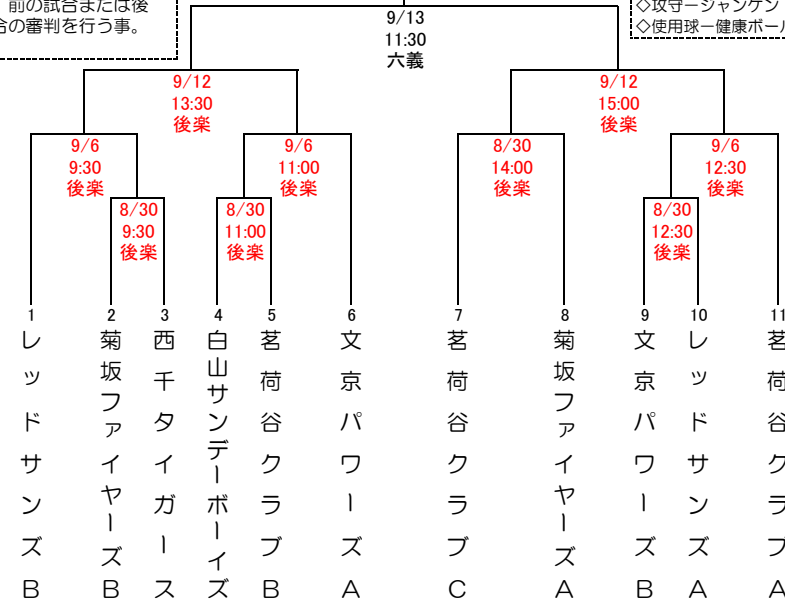 前の試合または後
合の審判を行う事。
◇攻守－ジャンケン
◇使用球－健康ボール
9/13
11:30
六義
9/12
13:30
後楽
9/12
15:00
後楽
9/6
9:30
後楽
9/6
11:00
後楽
8/30
14:00
後楽
9/6
12:30
後楽
8/30
9:30
後楽
8/30
11:00
後楽
8/30
12:30
後楽
1
レッドサンズB
2
菊坂ファイヤーズB
3
西千タイガース
4
白山サンデーボーイズ
5
茗荷谷クラブB
6
文京パワーズA
7
茗荷谷クラブC
8
菊坂ファイヤーズA
9
文京パワーズB
10
レッドサンズA
11
茗荷谷クラブA